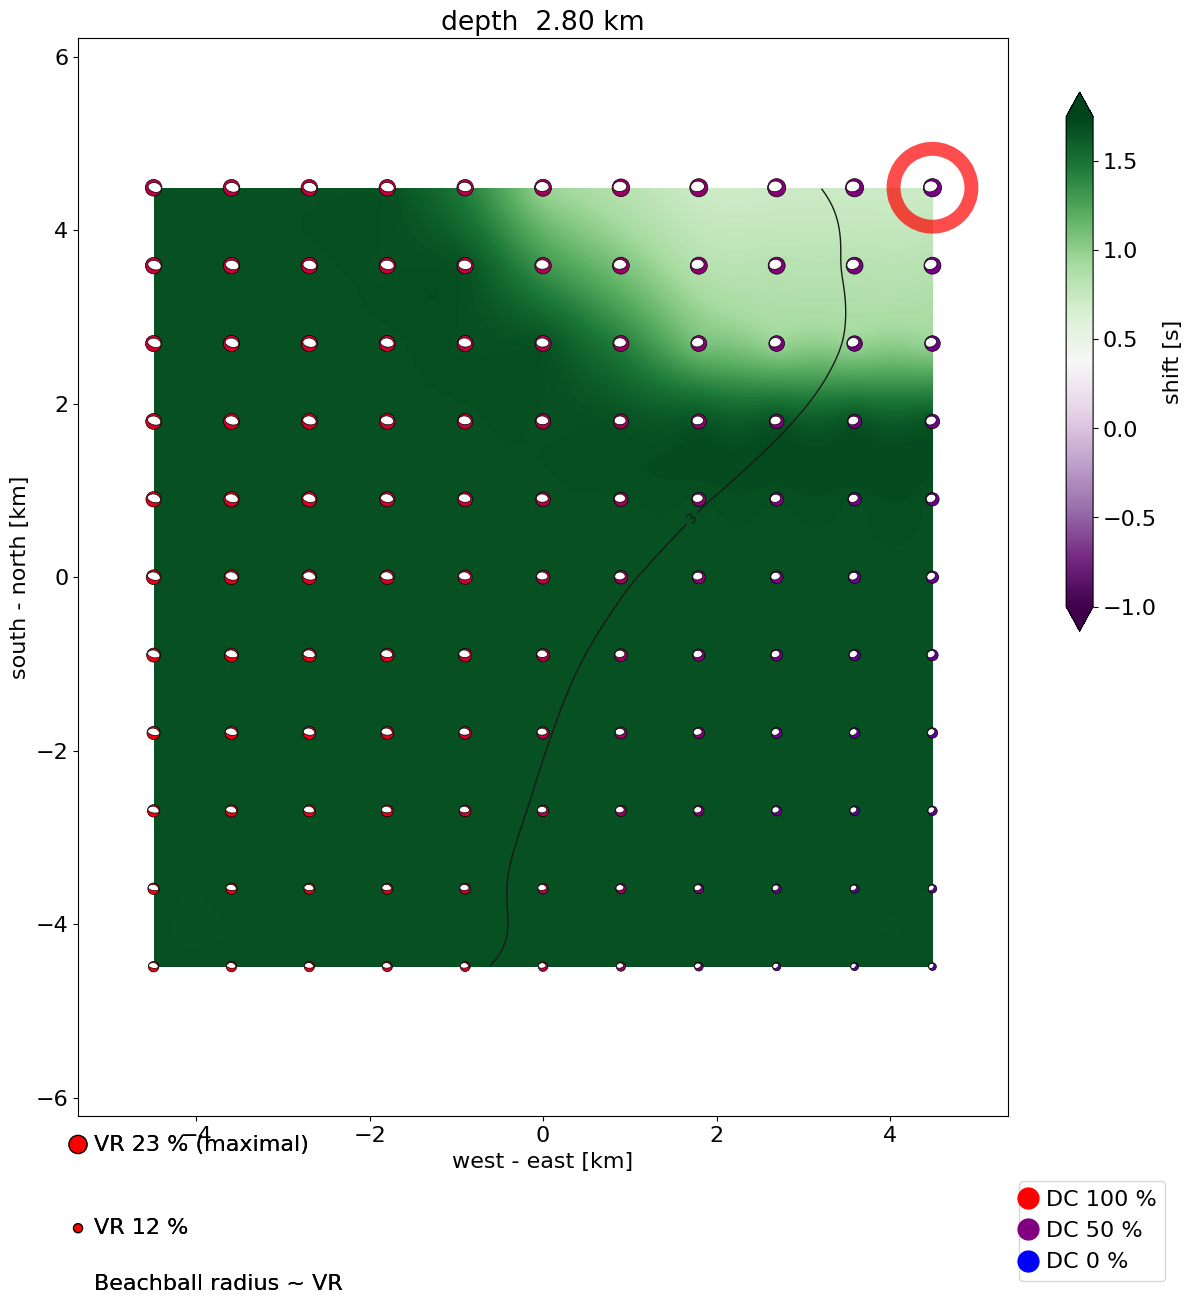 depth  2.80 km
6
4
2
0
−2
−4
−6
south - north [km]
3
−4
−2
0
2
4
west - east [km]
1.5
1.0
0.5
0.0
−0.5
−1.0
shift [s]
VR 23 % (maximal)
VR 12 %
Beachball radius ~ VR
DC 100 %
DC 50 %
DC 0 %